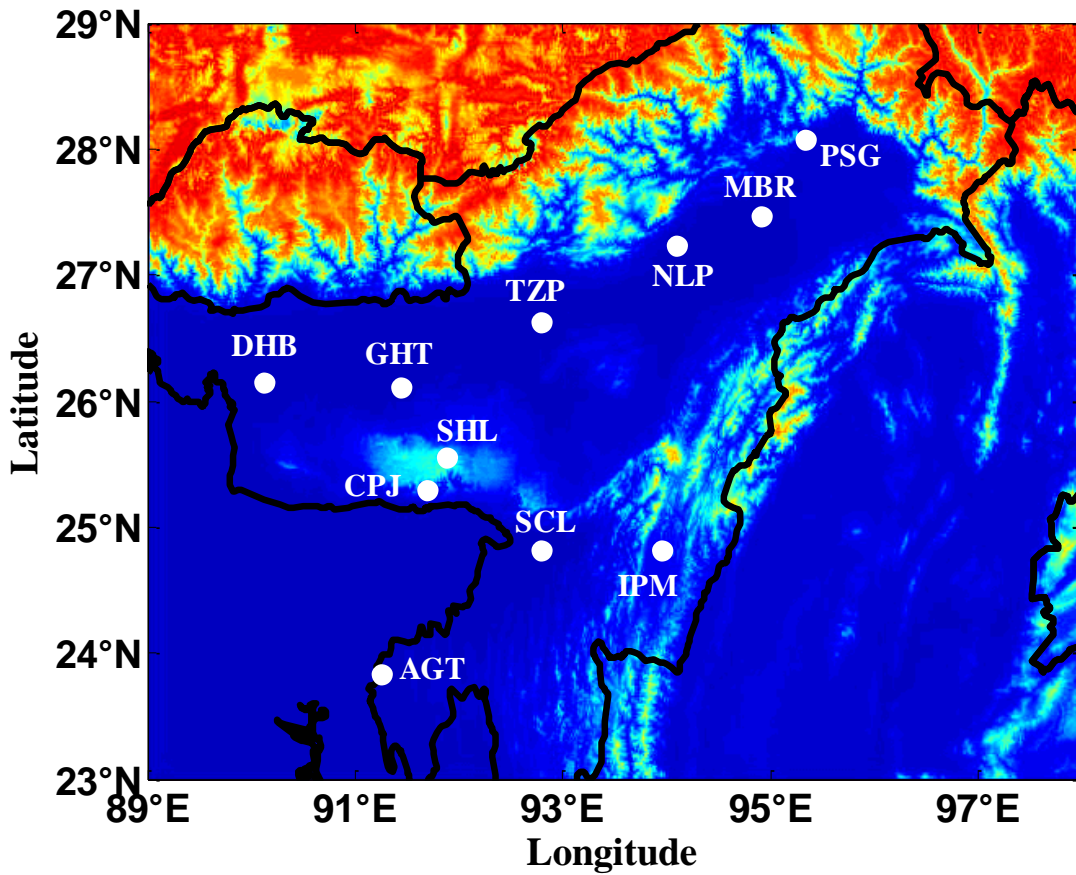 29°N
28°N
27°N
26°N
25°N
24°N
23°N
Latitude
PSG
MBR
NLP
TZP
DHB
GHT
SHL
CPJ
SCL
IPM
AGT
89°E
91°E
93°E
95°E
97°E
Longitude